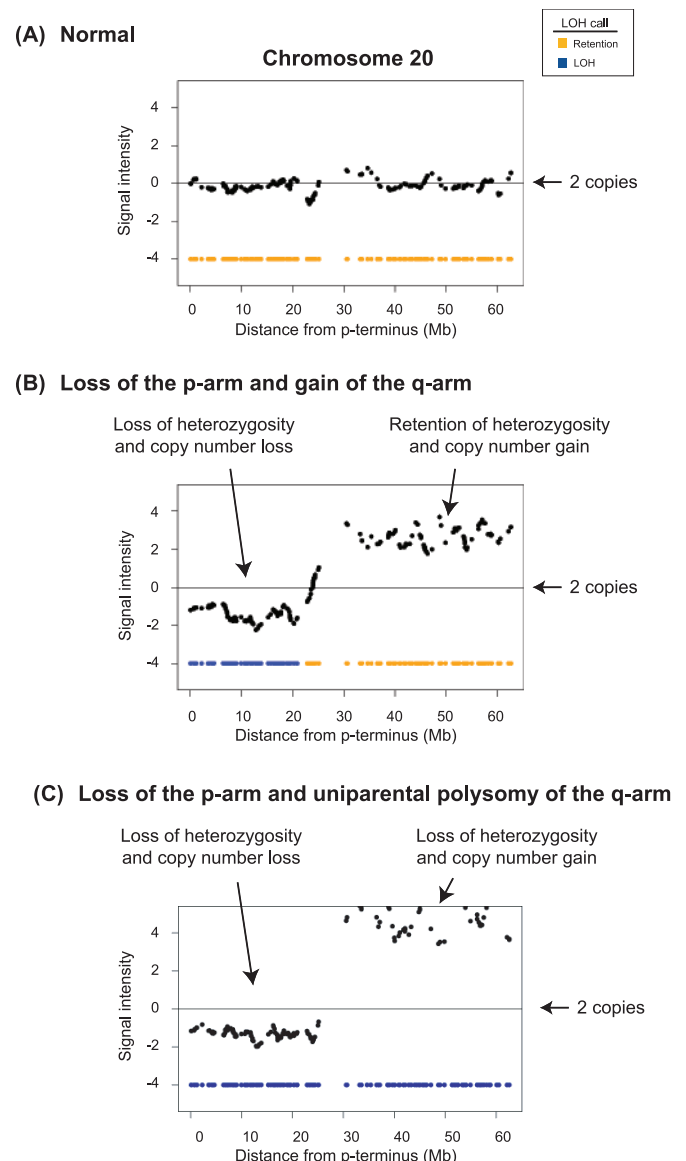 (A) Normal
LOH call
Retention
LOH
Chromosome 20
Signal intensity
4
2
0
-2
-4
2 copies
0 10 20 30 40 50 60
Distance from p-terminus (Mb)
(B) Loss of the p-arm and gain of the q-arm
Loss of heterozygosity
and copy number loss
Retention of heterozygosity
and copy number gain
Signal intensity
4
2
0
-2
-4
2 copies
0 10 20 30 40 50 60
Distance from p-terminus (Mb)
(C) Loss of the p-arm and uniparental polysomy of the q-arm
Loss of heterozygosity
and copy number loss
Loss of heterozygosity
and copy number gain
Signal intensity
4
2
0
-2
-4
2 copies
0 10 20 30 40 50 60
Distance from p-terminus (Mb)